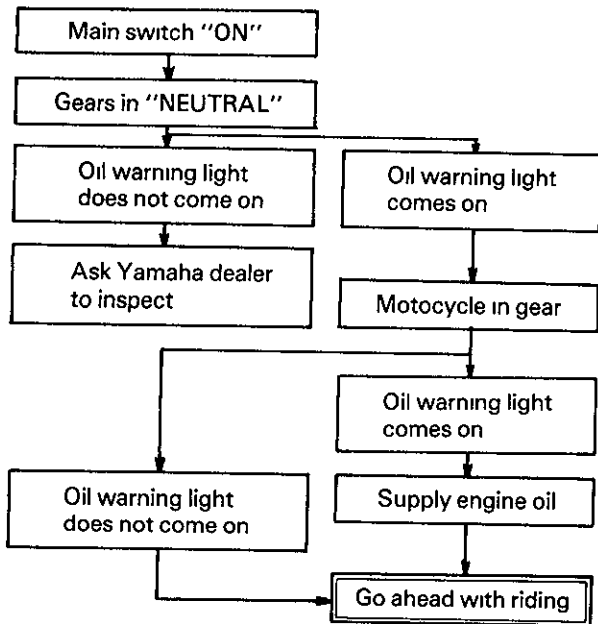 Main switch "ON"
Gears in "NEUTRAL"
Oil warning light
does not come on
Oil warning light
comes on
Ask Yamaha dealer
to inspect
Motocycle in gear
Oil warning light
comes on
Oil warning light
does not come on
Supply engine oil
Go ahead with riding